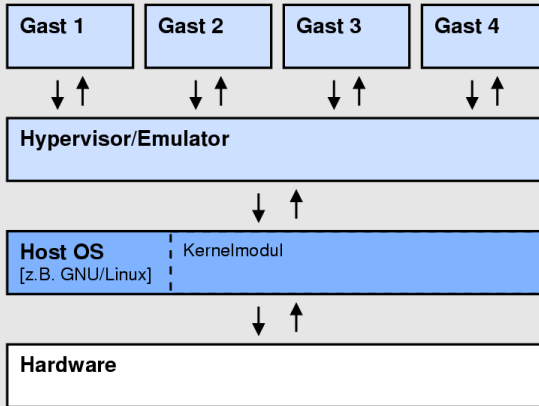 Gast 1
Gast 2
Gast 3
Gast 4
Hypervisor/Emulator
Host OS
[z.B. GNU/Linux]
Kernelmodul
Hardware